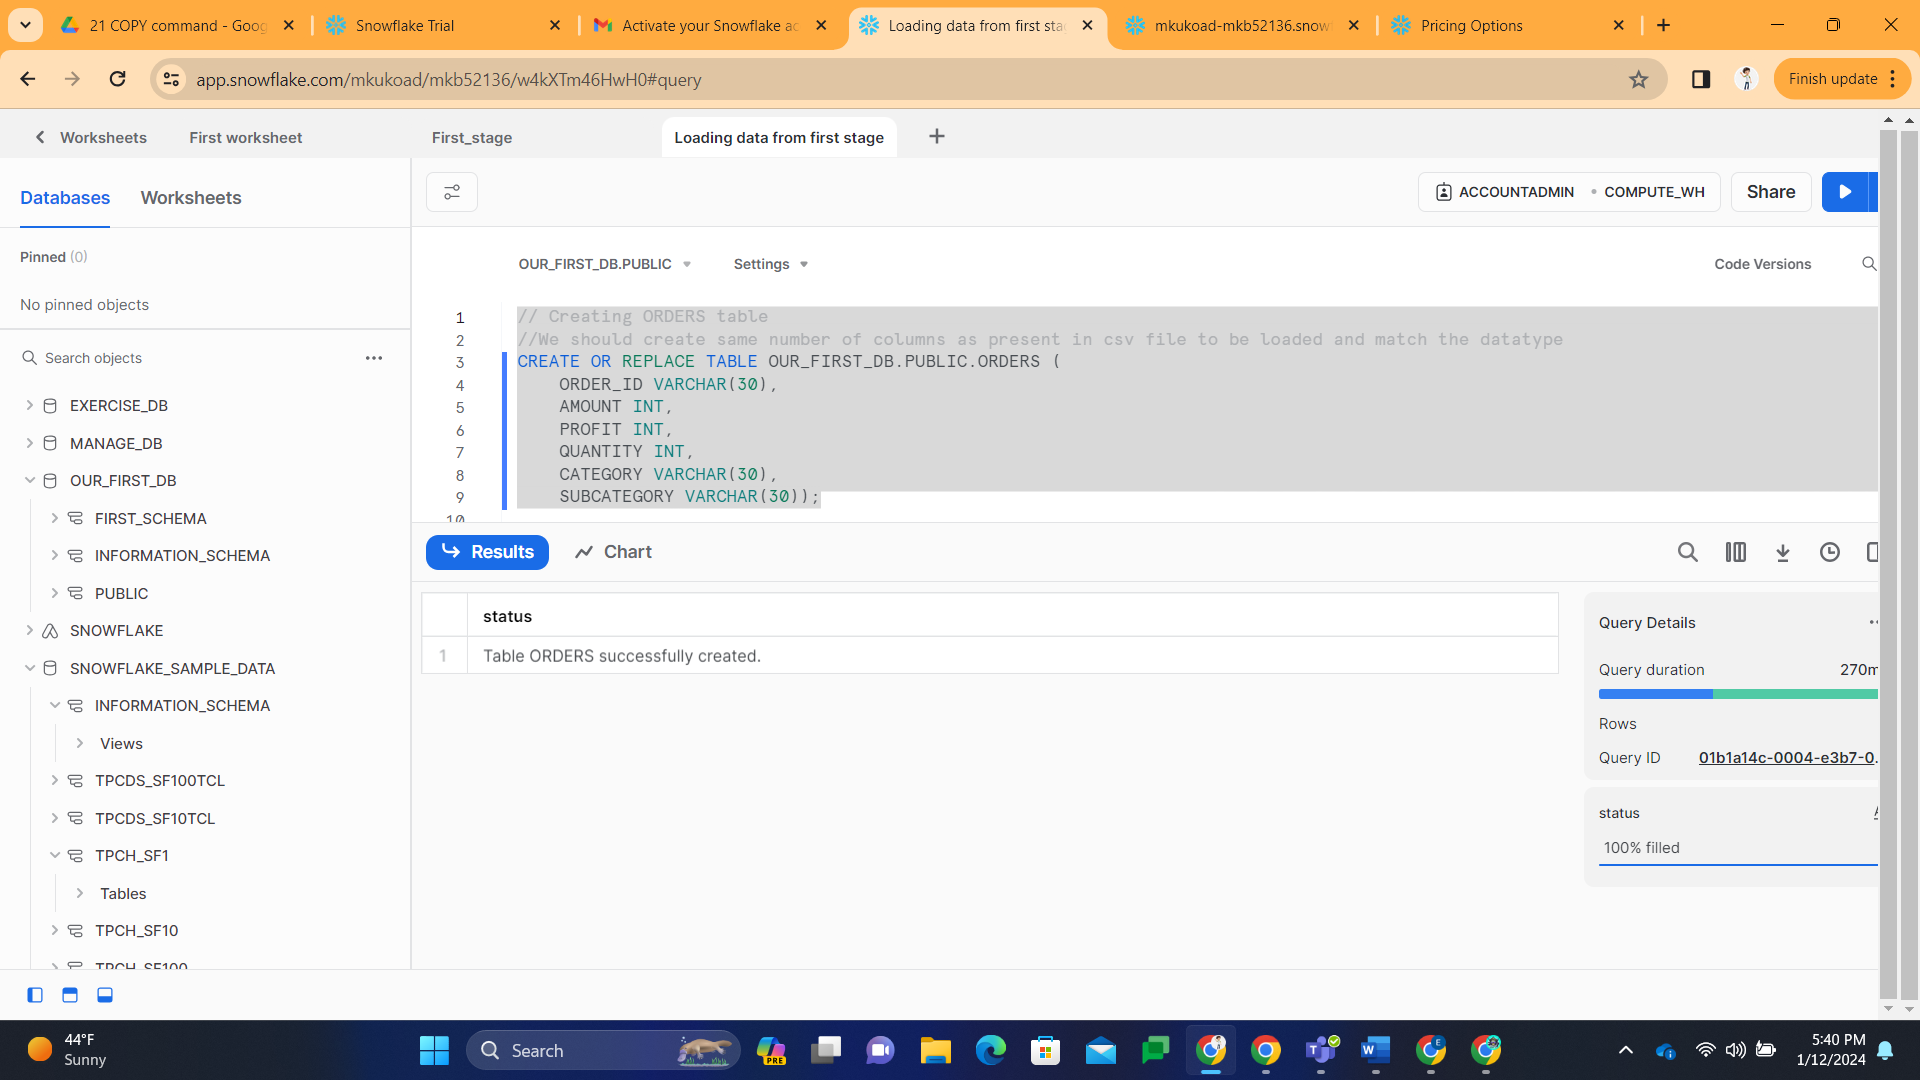 21 COPY command - Goog
Snowflake Trial
Activate your Snowflake ac
Loading data from first sta
mkukoad-mkb52136.snow
Pricing Options
app.snowflake.com/mkukoad/mkb52136/w4kXTm46HwH0#query
Finish update
Worksheets
First worksheet
First_stage
Loading data from first stage
Databases
Worksheets
ACCOUNTADMIN
COMPUTE_WH
Share
Pinned (0)
No pinned objects
OUR_FIRST_DB.PUBLIC
Settings
Code Versions
Search objects
EXERCISE_DB
MANAGE_DB
OUR_FIRST_DB
FIRST_SCHEMA
INFORMATION_SCHEMA
PUBLIC
SNOWFLAKE
SNOWFLAKE_SAMPLE_DATA
INFORMATION_SCHEMA
Views
TPCDS_SF100TCL
TPCDS_SF10TCL
TPCH_SF1
Tables
TPCH_SF10
TPCH_SF100
1 // Creating ORDERS table
2 //We should create same number of columns as present in csv file to be loaded and match the datatype
3 CREATE OR REPLACE TABLE OUR_FIRST_DB.PUBLIC.ORDERS (
4 ORDER_ID VARCHAR(30),
5 AMOUNT INT,
6 PROFIT INT,
7 QUANTITY INT,
8 CATEGORY VARCHAR(30),
9 SUBCATEGORY VARCHAR(30));
10
Results
Chart
status
1 Table ORDERS successfully created.
Query Details
Query duration 270m
Rows
Query ID 01b1a14c-0004-e3b7-0.
status
100% filled
44°F
Sunny
Search
PRE
5:40 PM
1/12/2024